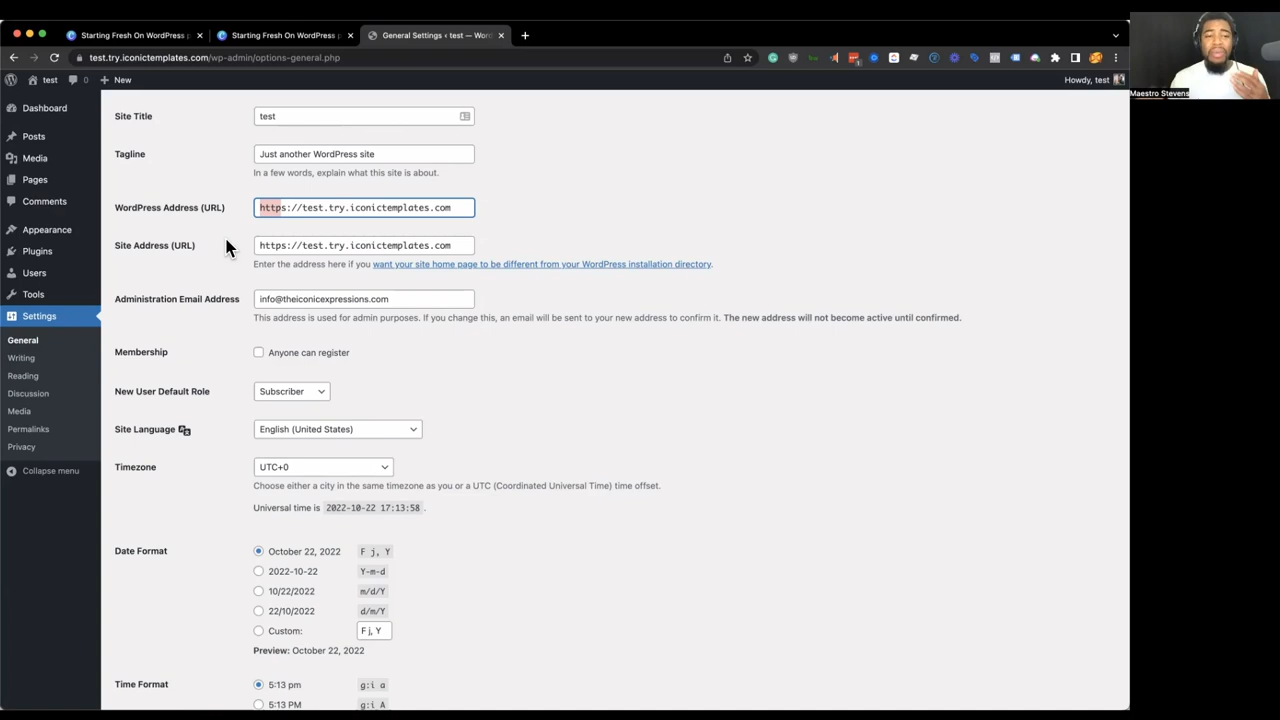 Starting Fresh On WordPress p
Starting Fresh On WordPress p
General Settings ‹ test — Wor
test.try.iconictemplates.com/wp-admin/options-general.php
test
0
New
Howdy, test
Maestro Stevens
Dashboard
Posts
Media
Pages
Comments
Appearance
Plugins
Users
Tools
Settings
General
Writing
Reading
Discussion
Media
Permalinks
Privacy
Collapse menu
Site Title
test
Tagline
Just another WordPress site
In a few words, explain what this site is about.
WordPress Address (URL)
https://test.try.iconictemplates.com
Site Address (URL)
https://test.try.iconictemplates.com
Enter the address here if you want your site home page to be different from your WordPress installation directory.
Administration Email Address
info@theiconicexpressions.com
This address is used for admin purposes. If you change this, an email will be sent to your new address to confirm it. The new address will not become active until confirmed.
Membership
Anyone can register
New User Default Role
Subscriber
Site Language
English (United States)
Timezone
UTC+0
Choose either a city in the same timezone as you or a UTC (Coordinated Universal Time) time offset.
Universal time is 2022-10-22 17:13:58 .
Date Format
October 22, 2022 F j, Y
2022-10-22 Y-m-d
10/22/2022 m/d/Y
22/10/2022 d/m/Y
Custom: F j, Y
Preview: October 22, 2022
Time Format
5:13 pm g:i a
5:13 PM g:i A